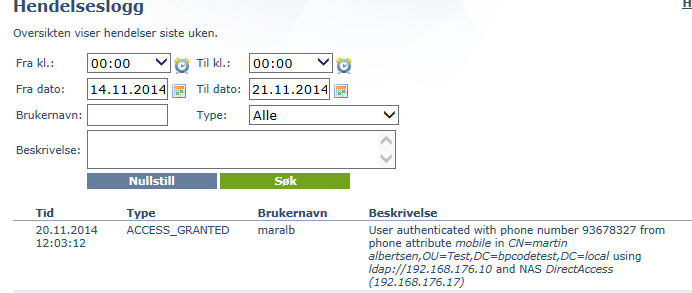 Hendelseslogg
H
Oversikten viser hendelser siste uken.
Fra kl.: 00:00 Til kl.: 00:00
Fra dato: 14.11.2014 Til dato: 21.11.2014
Brukernavn: Type: Alle
Beskrivelse:
Nullstill Søk
Tid Type Brukernavn Beskrivelse
20.11.2014 ACCESS_GRANTED maralb User authenticated with phone number 93678327 from
12:03:12 phone attribute mobile in CN=martin
albertsen,OU=Test,DC=bpcodetest,DC=local using
ldap://192.168.176.10 and NAS DirectAccess
(192.168.176.17)